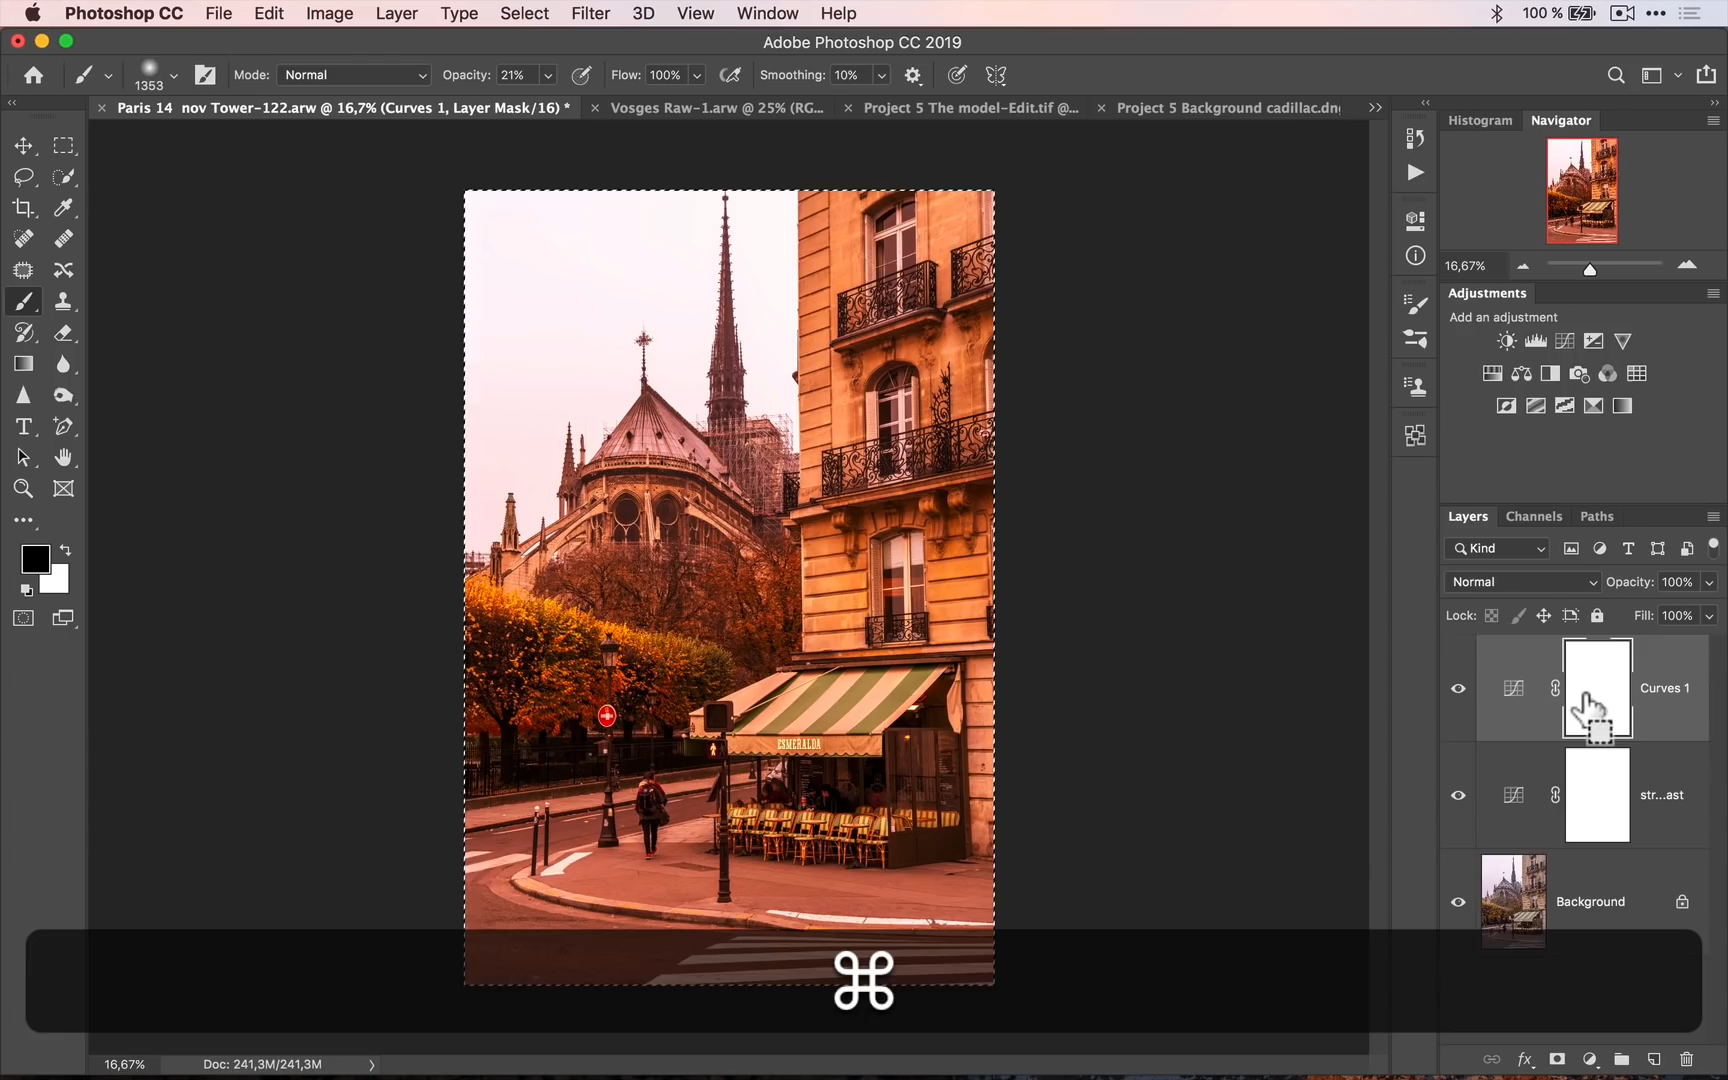 Photoshop CC File Edit Image Layer Type Select Filter 3D View Window Help 100 %
Adobe Photoshop CC 2019
1353 Mode: Normal Opacity: 21% Flow: 100% Smoothing: 10%
Paris 14 nov Tower-122.arw @ 16,7% (Curves 1, Layer Mask/16) * Vosges Raw-1.arw @ 25% (RG... Project 5 The model-Edit.tif @... Project 5 Background cadillac.dng
Histogram Navigator
16,67%
Adjustments
Add an adjustment
Layers Channels Paths
Kind
Normal Opacity: 100%
Lock: Fill: 100%
Curves 1
str...ast
Background
ESMERALDA
⌘
16,67% Doc: 241,3M/241,3M